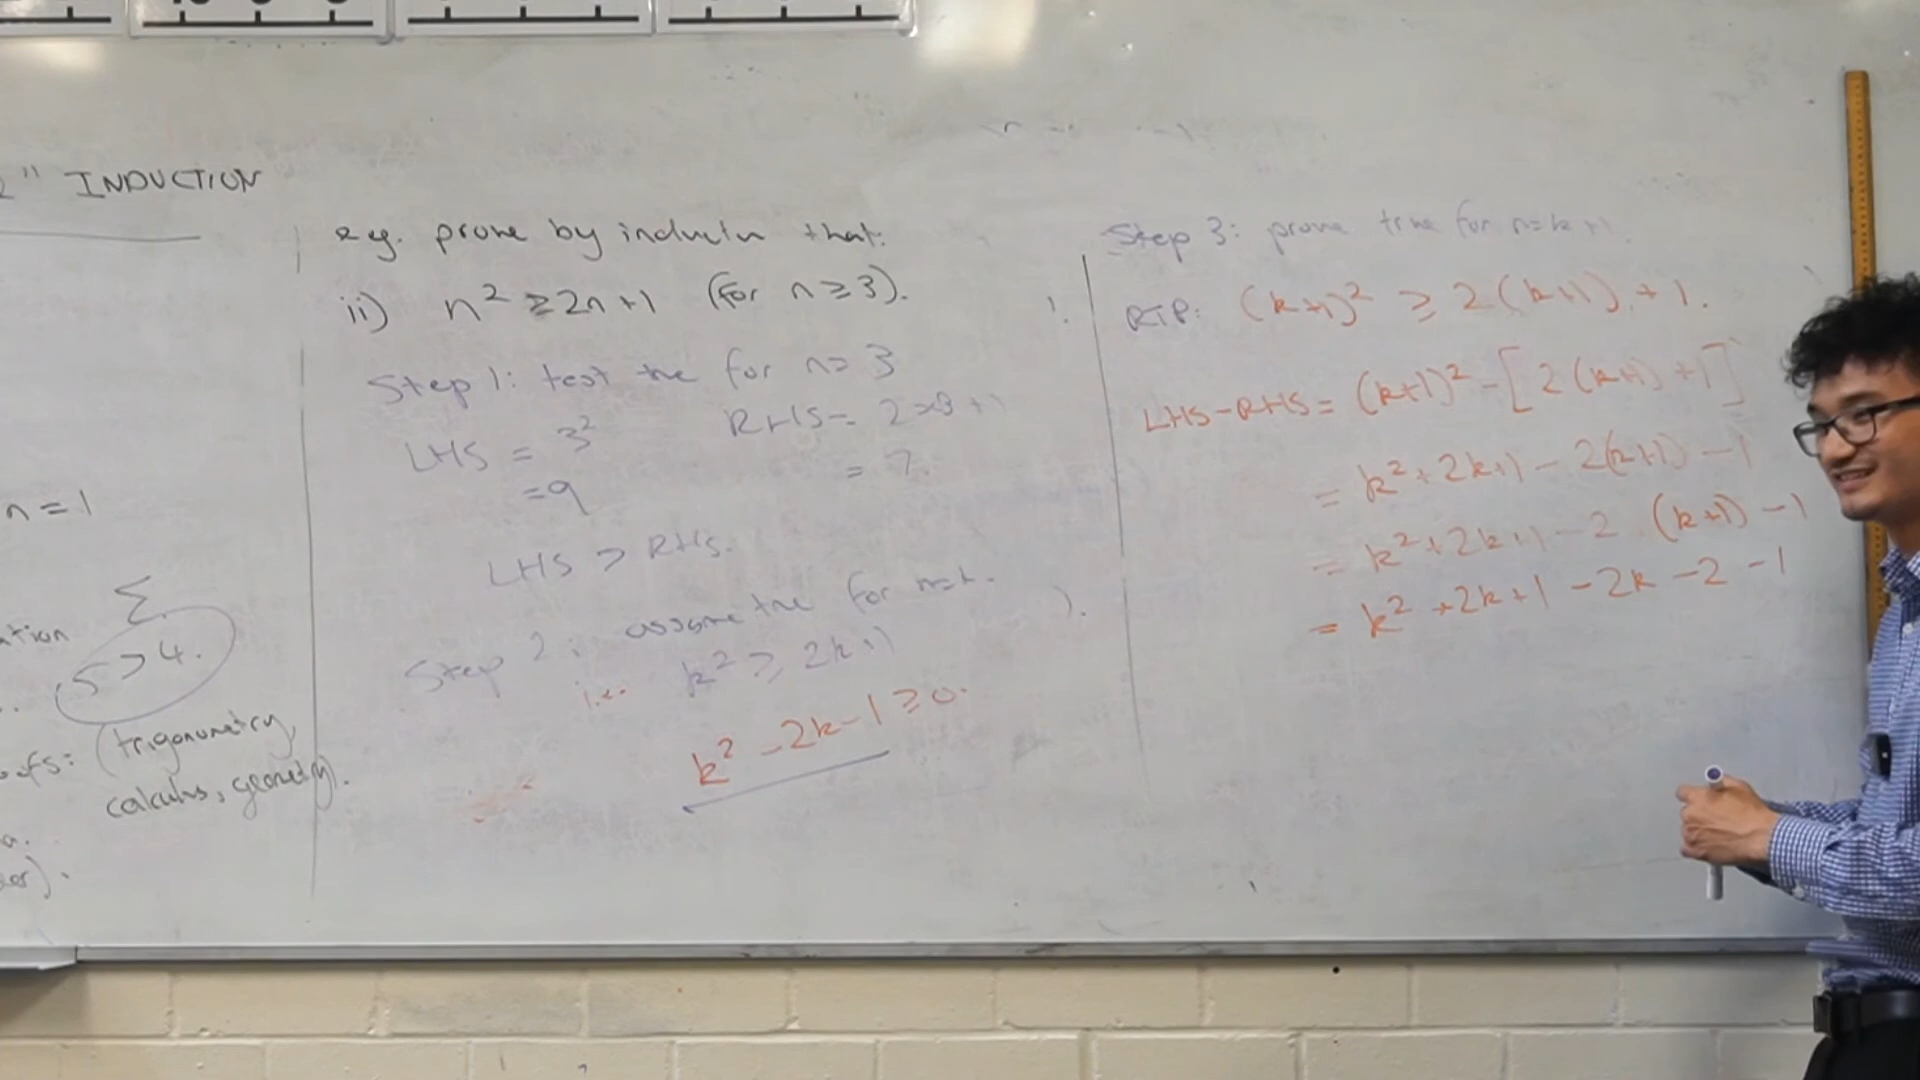 " INDUCTION
n = 1
Σ
5 > 4.
(trigonometry,
calculus, geometry).
e.g. prove by inductn that:
ii) n² ≥ 2n+1 (for n ≥ 3).
Step 1: test true for n = 3
LHS = 3² RHS = 2×3+1
= 9 = 7.
LHS > RHS.
Step 2: assume true for n=k.
i.e. k² ≥ 2k+1
k² - 2k - 1 ≥ 0.
Step 3: prove true for n=k+1.
RTP: (k+1)² ≥ 2(k+1)+1.
LHS-RHS = (k+1)² - [2(k+1)+1]
= k² + 2k+1 - 2(k+1) - 1
= k² + 2k+1 - 2 . (k+1) - 1
= k² + 2k + 1 - 2k - 2 - 1